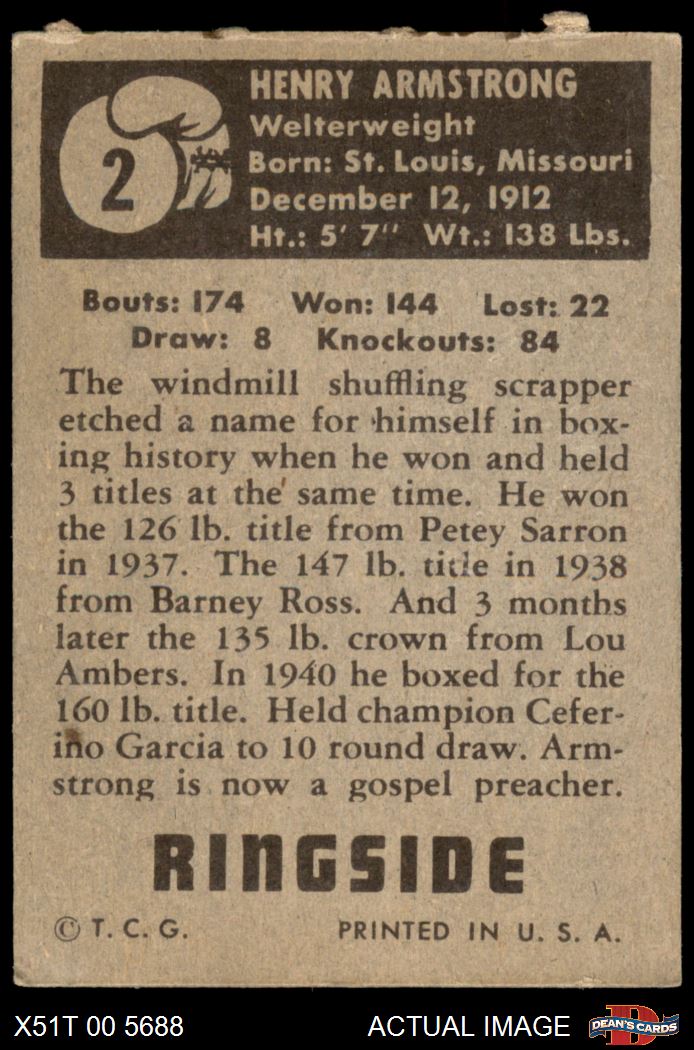 2
HENRY ARMSTRONG
Welterweight
Born: St. Louis, Missouri
December 12, 1912
Ht.: 5' 7" Wt.: 138 Lbs.
Bouts: 174 Won: 144 Lost: 22
Draw: 8 Knockouts: 84
The windmill shuffling scrapper
etched a name for himself in box-
ing history when he won and held
3 titles at the same time. He won
the 126 lb. title from Petey Sarron
in 1937. The 147 lb. title in 1938
from Barney Ross. And 3 months
later the 135 lb. crown from Lou
Ambers. In 1940 he boxed for the
160 lb. title. Held champion Cefer-
ino Garcia to 10 round draw. Arm-
strong is now a gospel preacher.
RINGSIDE
© T. C. G. PRINTED IN U. S. A.
X51T 00 5688 ACTUAL IMAGE D DEAN'S CARDS